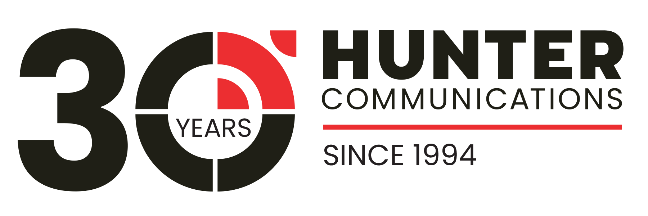 30
YEARS
HUNTER
COMMUNICATIONS
SINCE 1994